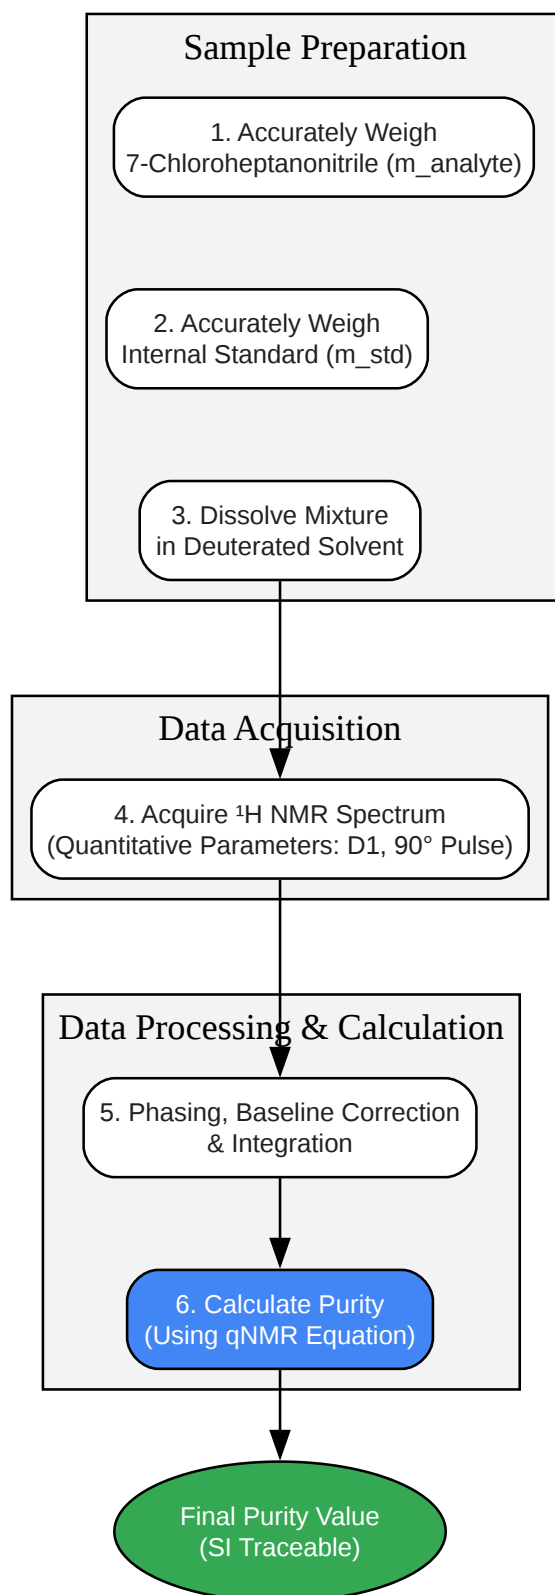 Sample Preparation
1. Accurately Weigh
7-Chloroheptanonitrile (m_analyte)
2. Accurately Weigh
Internal Standard (m_std)
3. Dissolve Mixture
in Deuterated Solvent
Data Acquisition
4. Acquire ¹H NMR Spectrum
(Quantitative Parameters: D1, 90° Pulse)
Data Processing & Calculation
5. Phasing, Baseline Correction
& Integration
6. Calculate Purity
(Using qNMR Equation)
Final Purity Value
(SI Traceable)